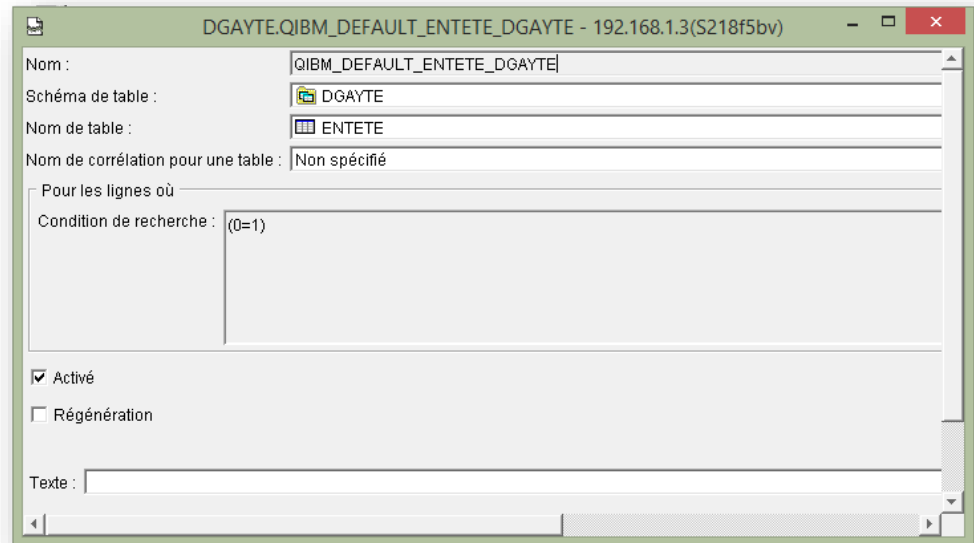 DGAYTE.QIBM_DEFAULT_ENTETE_DGAYTE - 192.168.1.3(S218f5bv)
Nom : QIBM_DEFAULT_ENTETE_DGAYTE
Schéma de table : DGAYTE
Nom de table : ENTETE
Nom de corrélation pour une table : Non spécifié
Pour les lignes où
Condition de recherche : (0=1)
Activé
Régénération
Texte :